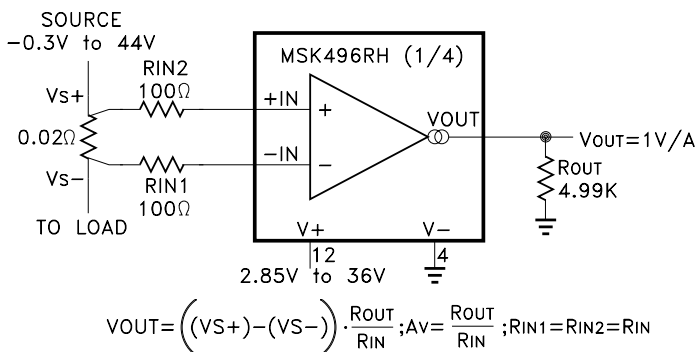 SOURCE
-0.3V to 44V
RIN2
100Ω
MSK496RH (1/4)
VS+
+IN
+
VOUT
0.02Ω
VOUT=1V/A
-IN
−
VS-
RIN1
100Ω
ROUT
4.99K
TO LOAD
V+
V-
12
4
2.85V to 36V
VOUT=((VS+)-(VS-))·ROUT/RIN ;AV= ROUT/RIN ;RIN1=RIN2=RIN